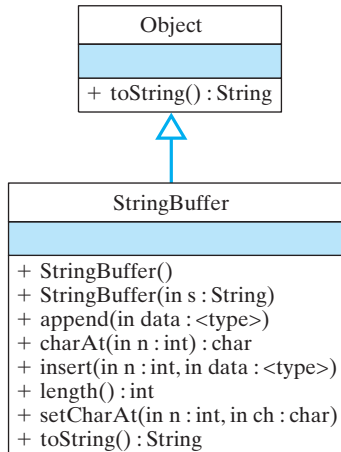 Object
+ toString() : String
StringBuffer
+ StringBuffer()
+ StringBuffer(in s : String)
+ append(in data : <type>)
+ charAt(in n : int) : char
+ insert(in n : int, in data : <type>)
+ length() : int
+ setCharAt(in n : int, in ch : char)
+ toString() : String